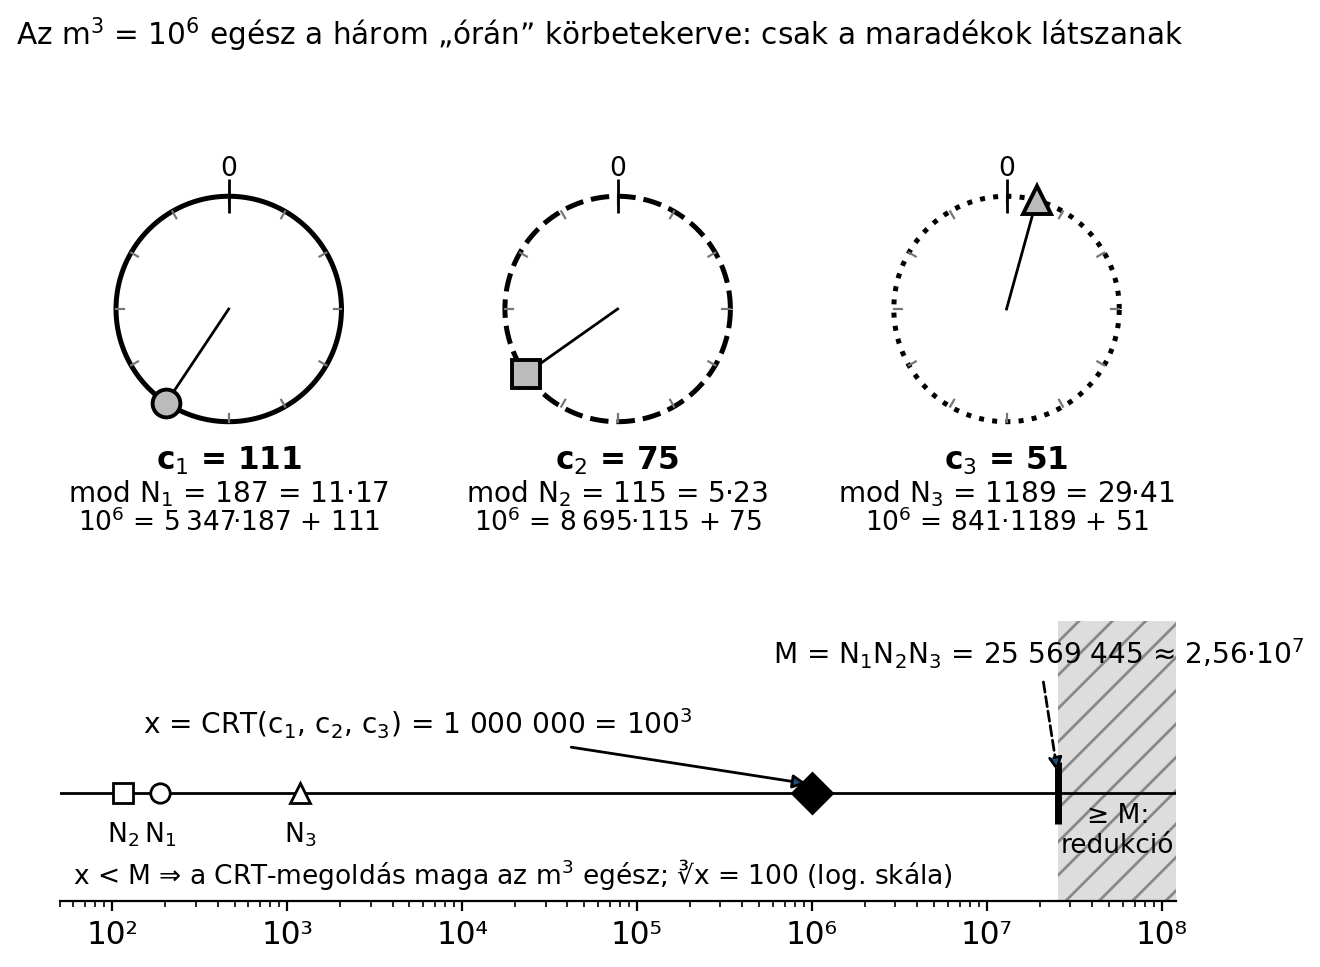 Az m³ = 10⁶ egész a három „órán” körbetekerve: csak a maradékok látszanak
0 0 0
c₁ = 111 c₂ = 75 c₃ = 51
mod N₁ = 187 = 11·17 mod N₂ = 115 = 5·23 mod N₃ = 1189 = 29·41
10⁶ = 5 347·187 + 111 10⁶ = 8 695·115 + 75 10⁶ = 841·1189 + 51
M = N₁N₂N₃ = 25 569 445 ≈ 2,56·10⁷
x = CRT(c₁, c₂, c₃) = 1 000 000 = 100³
≥ M:
N₂ N₁ N₃
redukció
x < M ⇒ a CRT-megoldás maga az m³ egész; ∛x = 100 (log. skála)
10² 10³ 10⁴ 10⁵ 10⁶ 10⁷ 10⁸